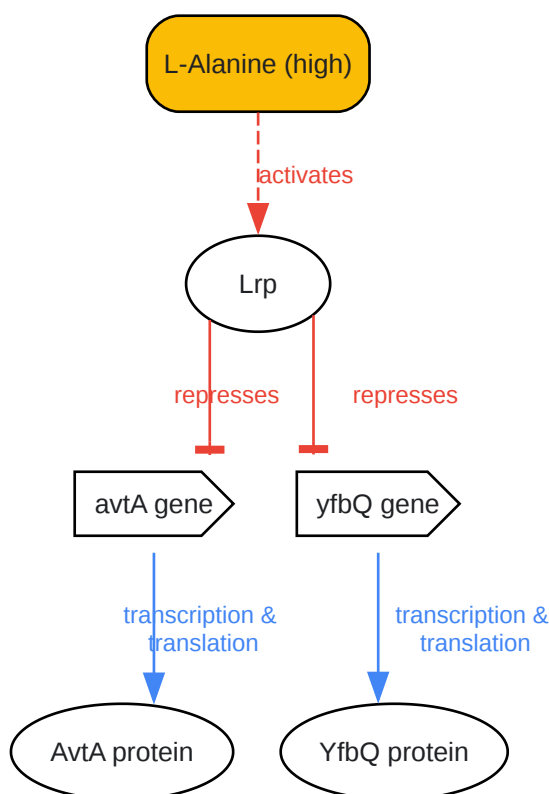 L-Alanine (high)
activates
Lrp
represses
represses
avtA gene
yfbQ gene
transcription &
translation
transcription &
translation
AvtA protein
YfbQ protein